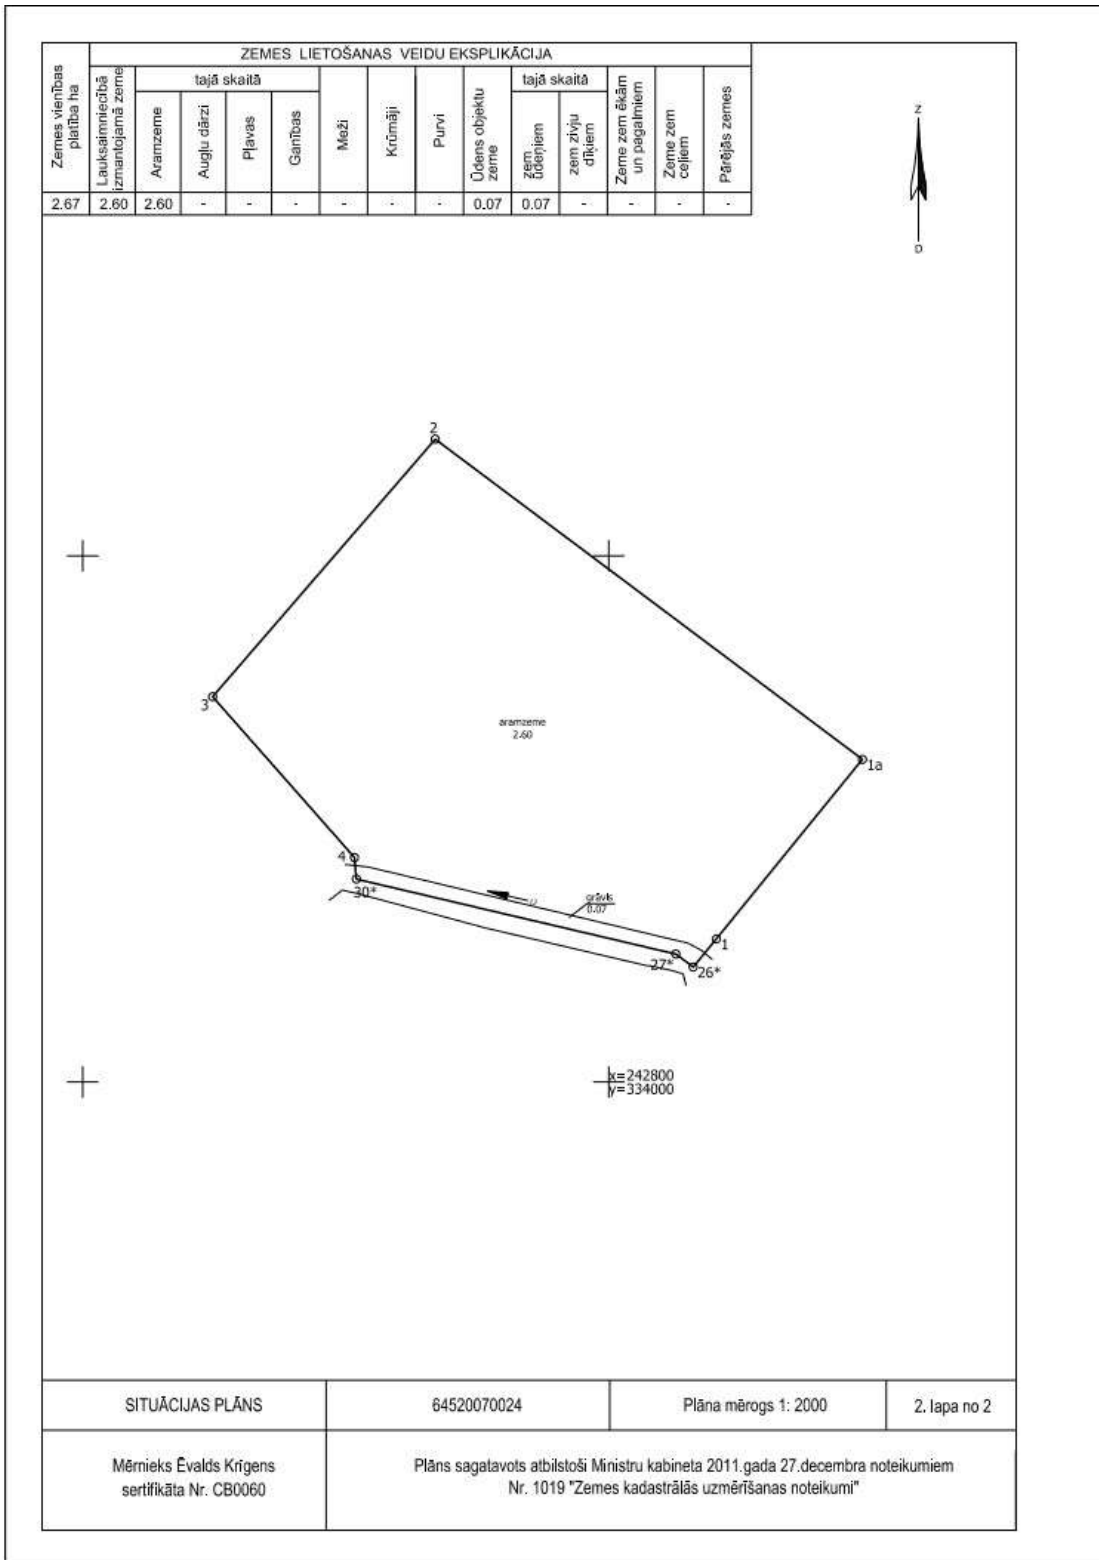 ZEMES LIETOŠANAS VEIDU EKSPLIKĀCIJA
Zemes vienības
platība ha
Lauksaimniecībā
izmantojamā zeme
tajā skaitā
Aramzeme
Augļu dārzi
Pļavas
Ganības
Meži
Krūmāji
Purvi
Ūdens objektu
zeme
tajā skaitā
zem
ūdeņiem
zem zivju
dīķiem
Zeme zem ēkām
un pagalmiem
Zeme zem
ceļiem
Pārējās zemes
2.67 2.60 2.60 - - - - - - 0.07 0.07 - - - -
Z
D
2
3
aramzeme
2.60
1a
4
30*
grāvis
0.07
1
27*
26*
x=242800
y=334000
SITUĀCIJAS PLĀNS
64520070024
Plāna mērogs 1: 2000
2. lapa no 2
Mērnieks Ēvalds Krīgens
sertifikāta Nr. CB0060
Plāns sagatavots atbilstoši Ministru kabineta 2011.gada 27.decembra noteikumiem
Nr. 1019 "Zemes kadastrālās uzmērīšanas noteikumi"